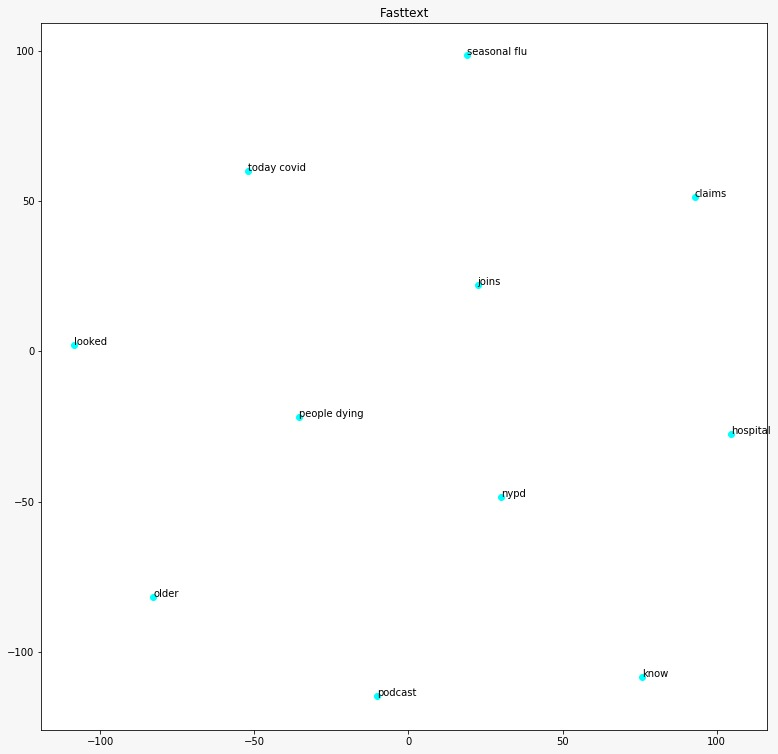 Fasttext
100
seasonal flu
today covid
50
claims
joins
0
looked
people dying
hospital
−50
nypd
older
−100
know
podcast
−100
−50
0
50
100